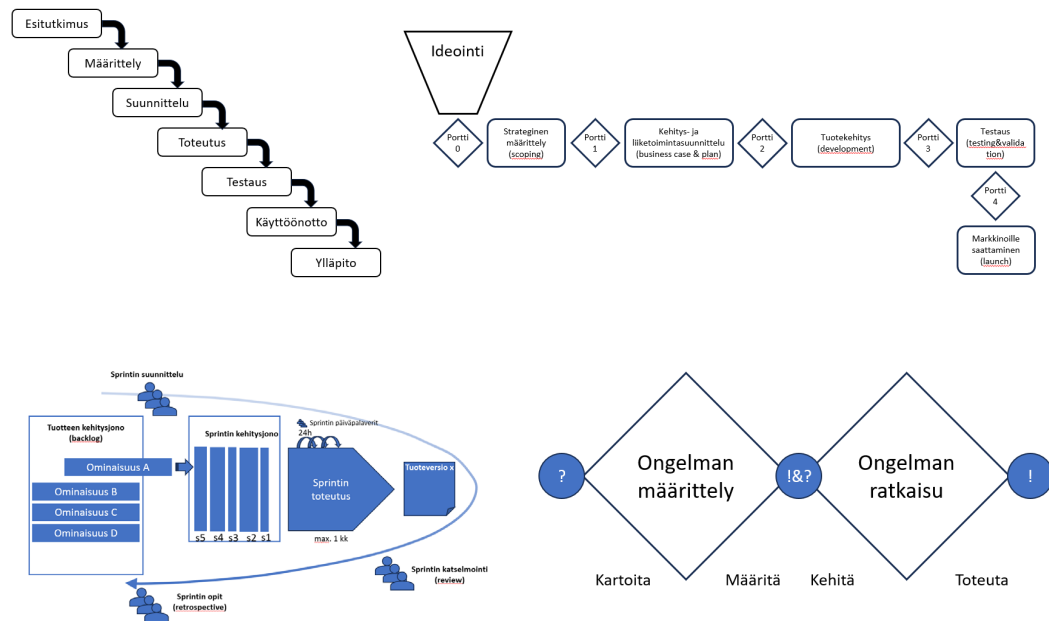 Esitutkimus
Määrittely
Suunnittelu
Toteutus
Testaus
Käyttöönotto
Ylläpito
Ideointi
Portti
0
Strateginen
määrittely
(scoping)
Portti
1
Kehitys- ja
liiketoimintasuunnittelu
(business case & plan)
Portti
2
Tuotekehitys
(development)
Portti
3
Testaus
(testing&valida
tion)
Portti
4
Markkinoille
saattaminen
(launch)
Sprintin suunnittelu
Tuotteen kehitysjono
(backlog)
Ominaisuus A
Ominaisuus B
Ominaisuus C
Ominaisuus D
Sprintin kehitysjono
s5 s4 s3 s2 s1
Sprintin päiväpalaverit
24h
Sprintin
toteutus
max. 1 kk
Tuoteversio x
Sprintin katselmointi
(review)
Sprintin opit
(retrospective)
?
Ongelman
määrittely
!&?
Ongelman
ratkaisu
!
Kartoita
Määritä
Kehitä
Toteuta